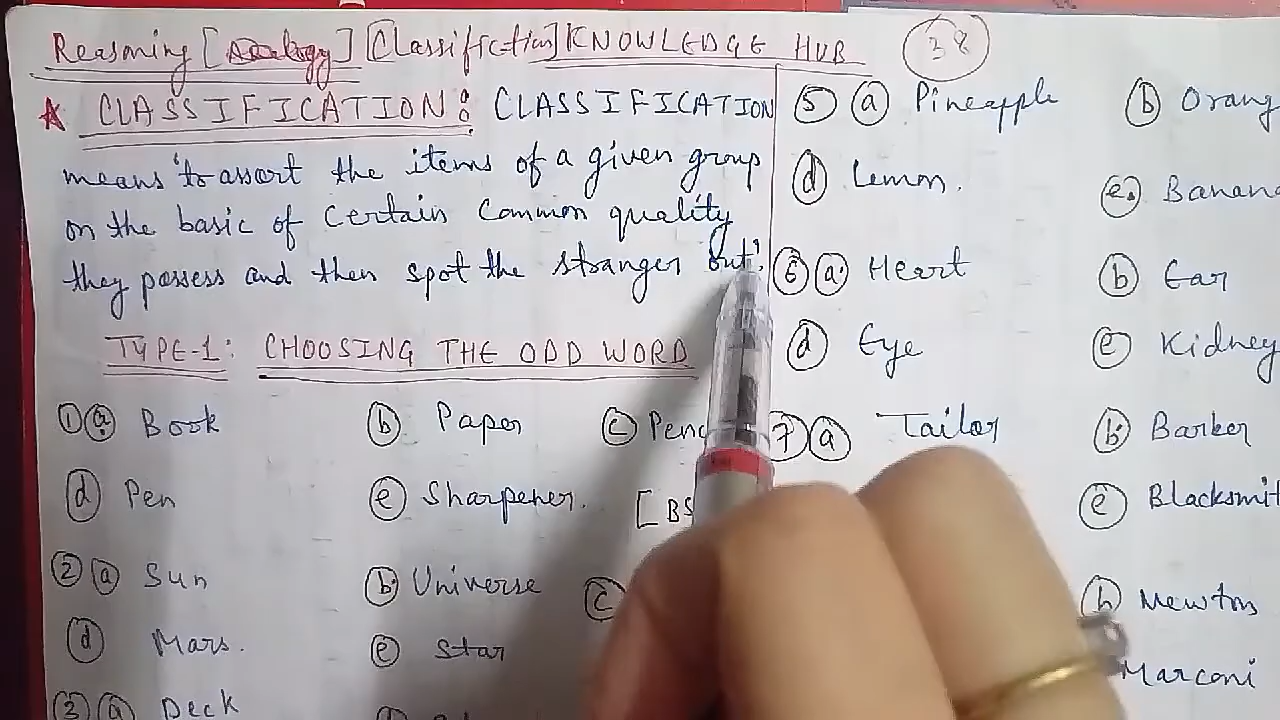 Reasoning [Analogy] [Classifiction] KNOWLEDGE HUB 38
CLASSIFICATION: CLASSIFICATION
means 'to assort the items of a given group
on the basic of certain common quality
they possess and then spot the stranger out'.
TYPE-1: CHOOSING THE ODD WORD
① ⓐ Book ⓑ Paper ⓒ Penc
ⓓ Pen ⓔ Sharpener. [BS
② ⓐ Sun ⓑ Universe ⓒ
ⓓ Mars. ⓔ Star
③ ⓐ Deck
⑤ ⓐ Pineapple ⓑ Orang
ⓓ Lemon. ⓔ Banan
⑥ ⓐ Heart ⓑ Ear
ⓓ Eye ⓔ Kidney
⑦ ⓐ Tailor ⓑ Barker
ⓔ Blacksmit
ⓑ Newton
Marconi